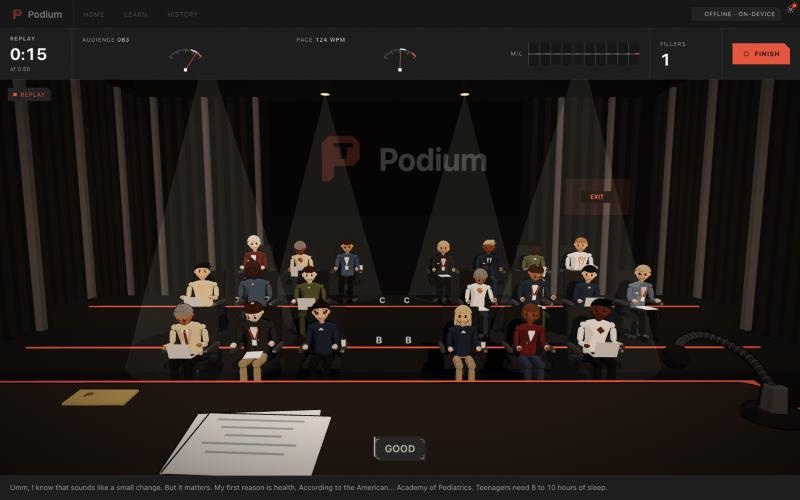 Podium
HOME
LEARN
HISTORY
OFFLINE · ON-DEVICE
REPLAY
0:15
of 0:60
AUDIENCE 983
PACE 124 WPM
MIC
FILLERS
1
FINISH
REPLAY
Podium
EXIT
C C
B B
GOOD
Umm, I know that sounds like a small change. But it matters. My first reason is health. According to the American... Academy of Pediatrics. Teenagers need 8 to 10 hours of sleep.